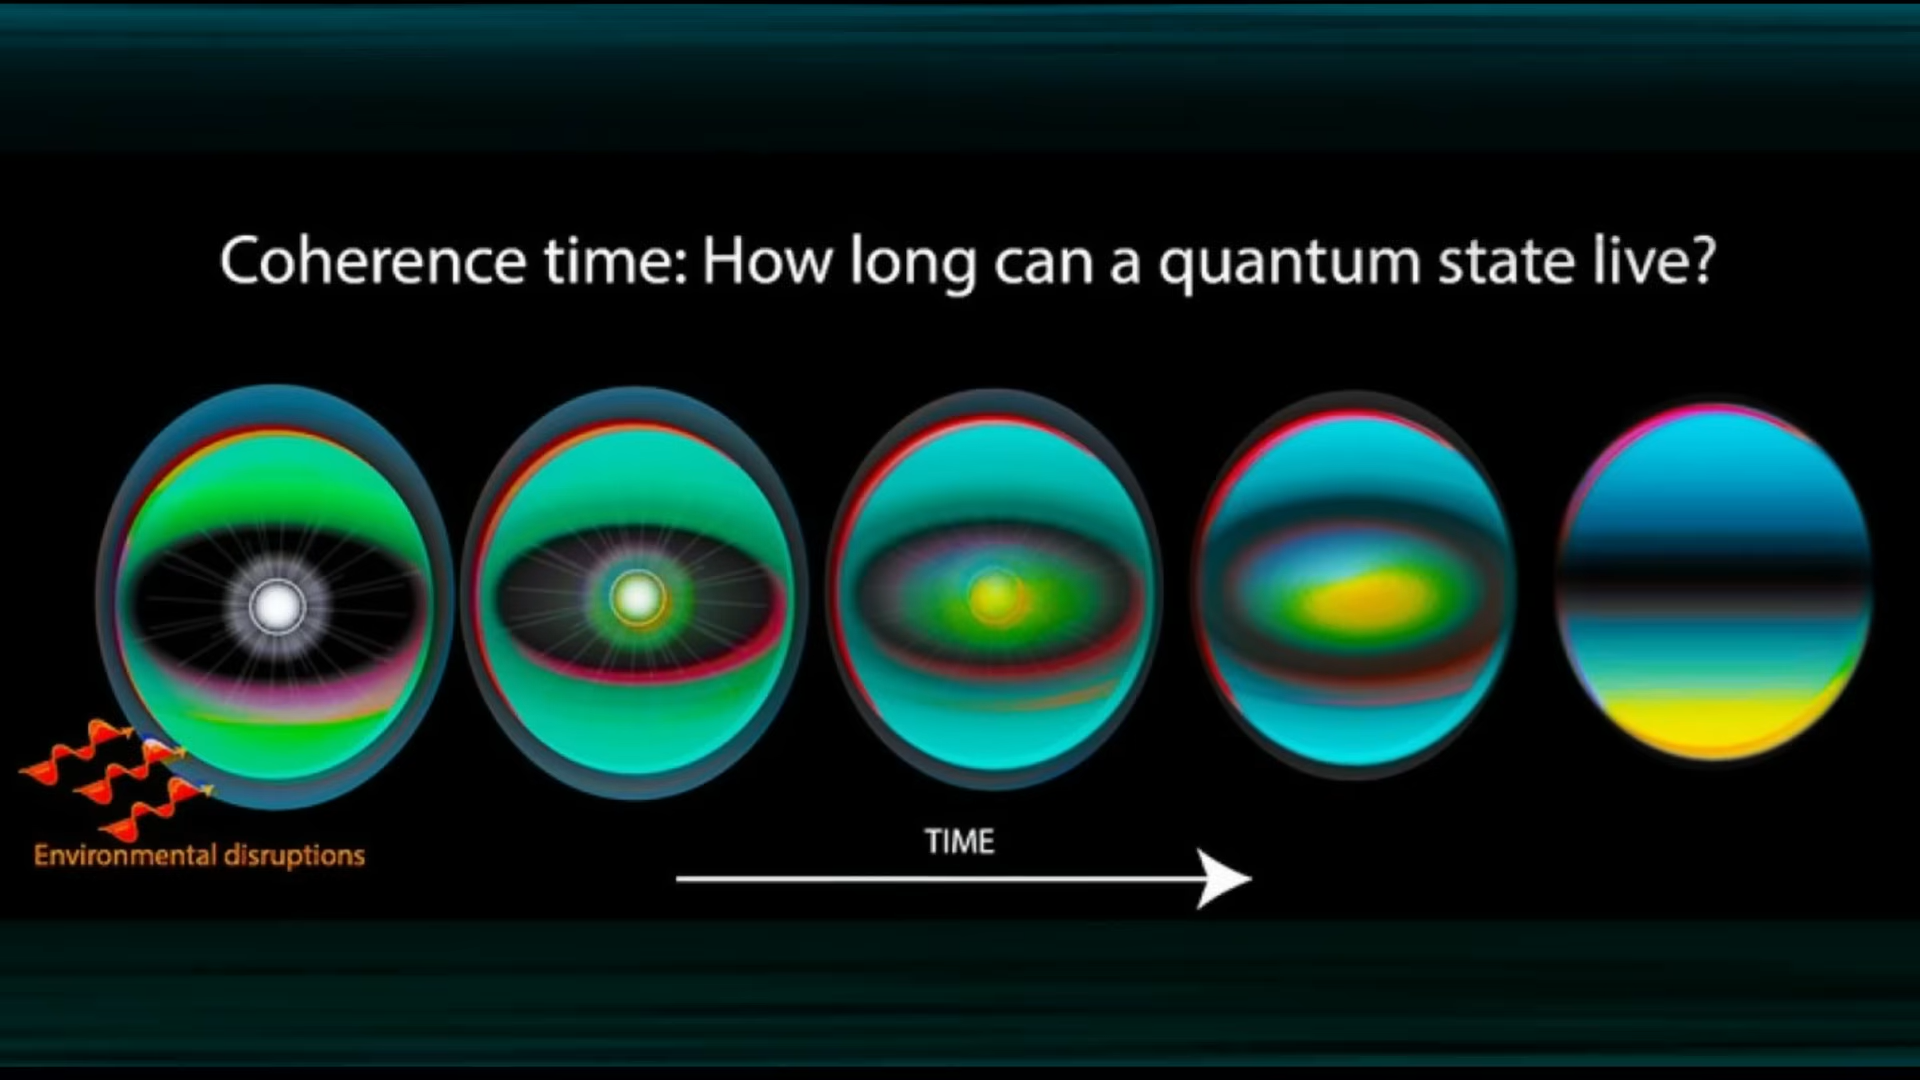 Coherence time: How long can a quantum state live?
Environmental disruptions
TIME